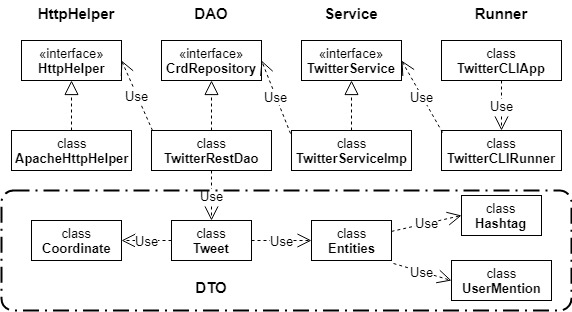 HttpHelper DAO Service Runner
«interface» «interface» «interface» class
HttpHelper CrdRepository TwitterService TwitterCLIApp
Use Use Use Use
class class class class
ApacheHttpHelper TwitterRestDao TwitterServiceImp TwitterCLIRunner
Use
class
Hashtag
class class class
Coordinate Use Tweet Use Entities Use
Use
class
UserMention
DTO